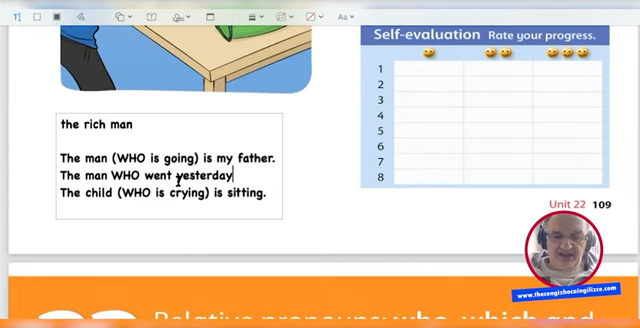 Aa
Self-evaluation Rate your progress.
1
2
3
4
5
6
7
8
the rich man
The man (WHO is going) is my father.
The man WHO went yesterday
The child (WHO is crying) is sitting.
Unit 22 109
www.thecengizhocaingilizce.com
Relative pronouns: who, which and